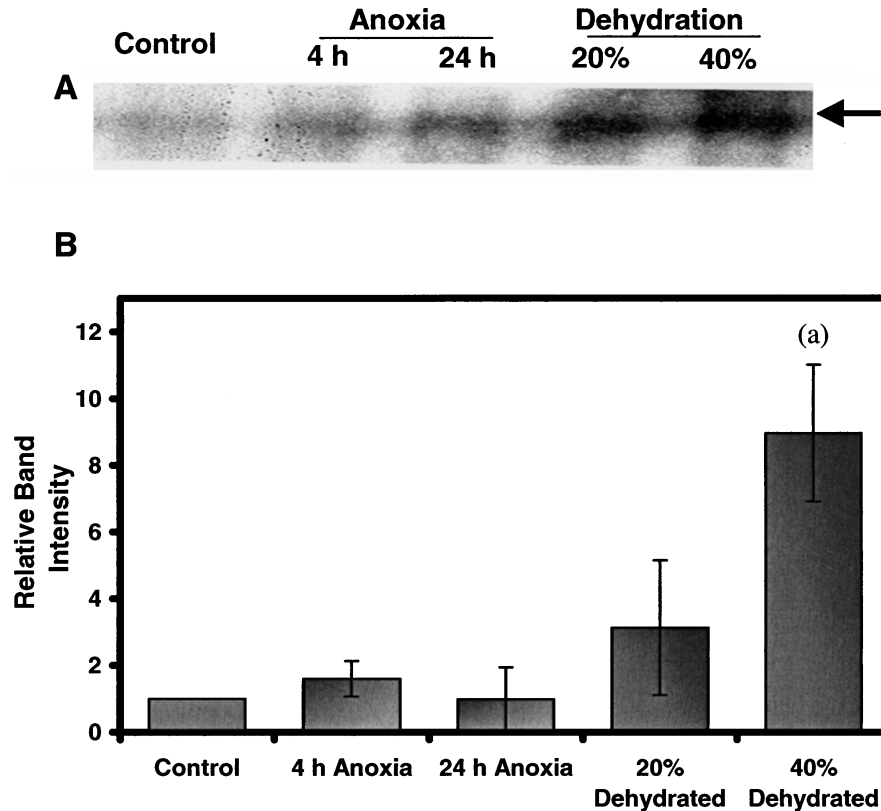 Control
Anoxia
Dehydration
4 h
24 h
20%
40%
A
B
Relative Band
Intensity
12
10
8
6
4
2
0
(a)
Control
4 h Anoxia
24 h Anoxia
20%
Dehydrated
40%
Dehydrated